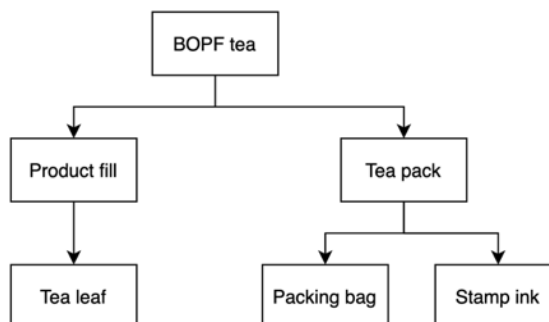 BOPF tea
Product fill
Tea pack
Tea leaf
Packing bag
Stamp ink